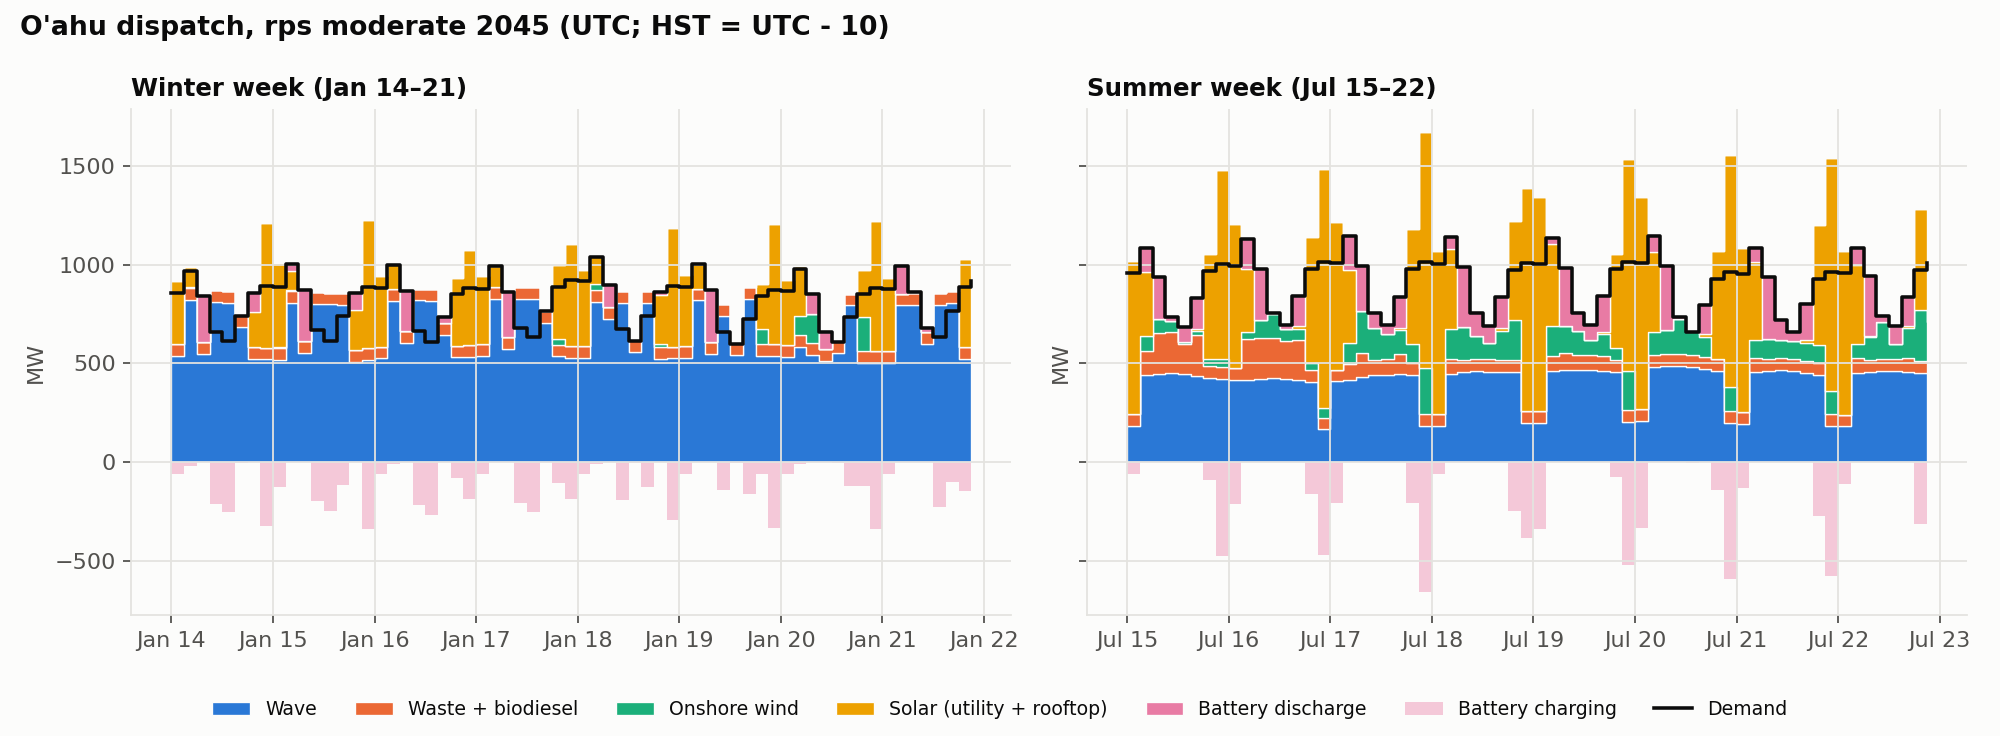 O'ahu dispatch, rps moderate 2045 (UTC; HST = UTC - 10)
Winter week (Jan 14–21)
Summer week (Jul 15–22)
MW
1500
1000
500
0
−500
Jan 14 Jan 15 Jan 16 Jan 17 Jan 18 Jan 19 Jan 20 Jan 21 Jan 22
MW
Jul 15 Jul 16 Jul 17 Jul 18 Jul 19 Jul 20 Jul 21 Jul 22 Jul 23
Wave Waste + biodiesel Onshore wind Solar (utility + rooftop) Battery discharge Battery charging Demand